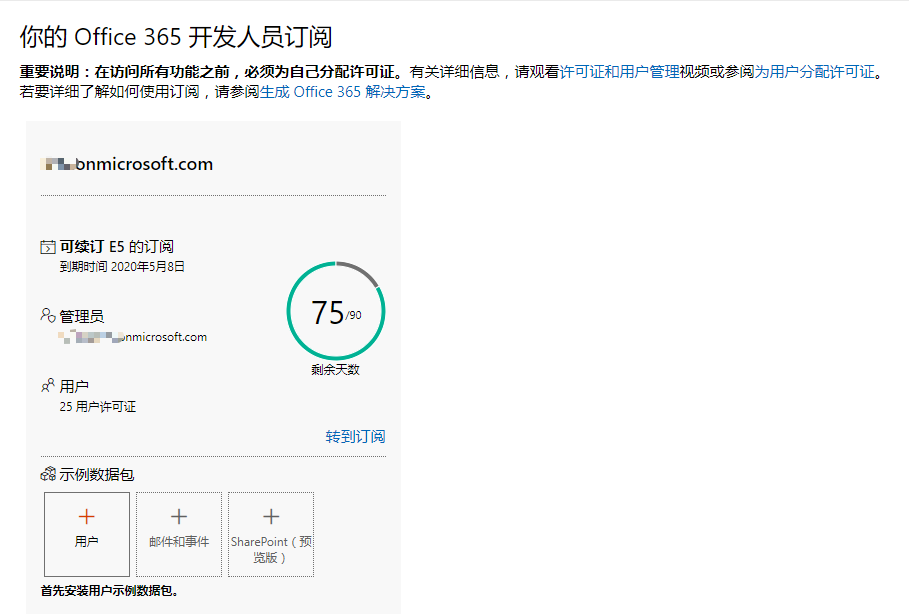 你的 Office 365 开发人员订阅
重要说明：在访问所有功能之前，必须为自己分配许可证。有关详细信息，请观看许可证和用户管理视频或参阅为用户分配许可证。
若要详细了解如何使用订阅，请参阅生成 Office 365 解决方案。
onmicrosoft.com
可续订 E5 的订阅
到期时间 2020年5月8日
管理员
onmicrosoft.com
75/90
剩余天数
用户
25 用户许可证
转到订阅
示例数据包
用户
邮件和事件
SharePoint（预
览版）
首先安装用户示例数据包。